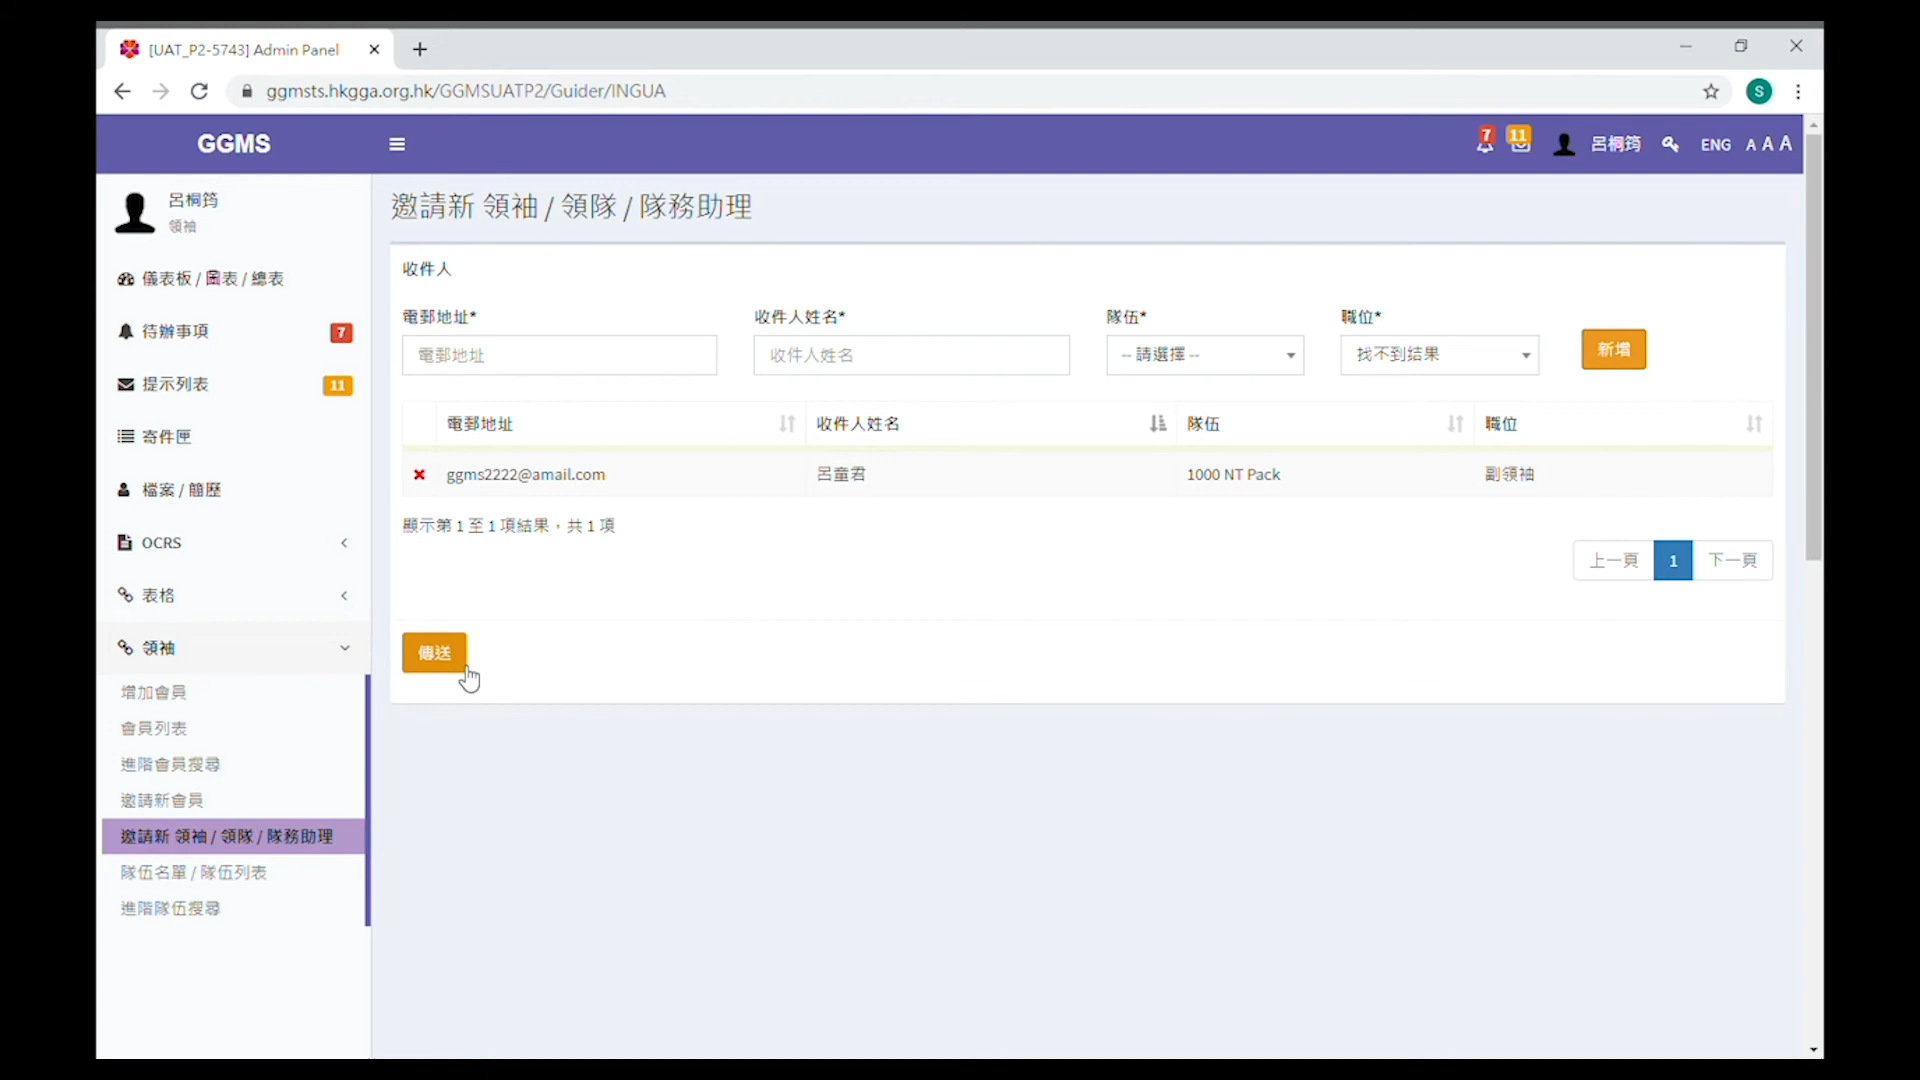 [UAT_P2-5743] Admin Panel
ggmsts.hkgga.org.hk/GGMSUATP2/Guider/INGUA
S
GGMS
7
11
呂桐筠
ENG A A A
呂桐筠
領袖
儀表板 / 圖表 / 總表
待辦事項
7
提示列表
11
寄件匣
檔案 / 簡歷
OCRS
表格
領袖
增加會員
會員列表
進階會員搜尋
邀請新會員
邀請新 領袖 / 領隊 / 隊務助理
隊伍名單 / 隊伍列表
進階隊伍搜尋
邀請新 領袖 / 領隊 / 隊務助理
收件人
電郵地址* 收件人姓名* 隊伍* 職位*
電郵地址 收件人姓名 -- 請選擇 -- 找不到结果 新增
電郵地址 收件人姓名 隊伍 職位
ggms2222@amail.com 呂童君 1000 NT Pack 副領袖
顯示第 1 至 1 項結果，共 1 項
上一頁 1 下一頁
傳送